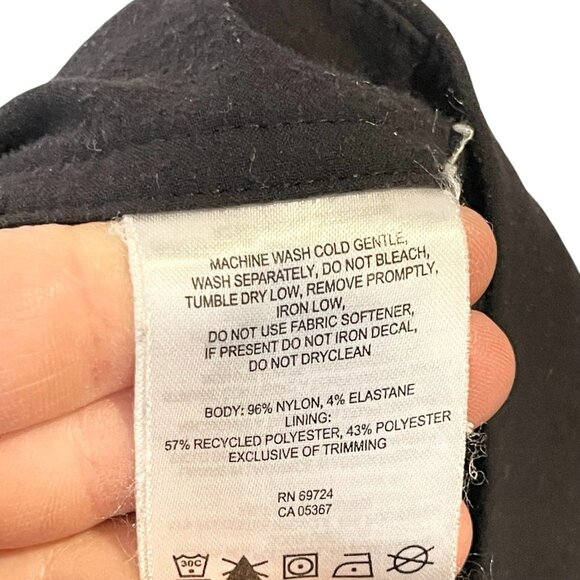 MACHINE WASH COLD GENTLE,
WASH SEPARATELY, DO NOT BLEACH,
TUMBLE DRY LOW, REMOVE PROMPTLY,
IRON LOW,
DO NOT USE FABRIC SOFTENER,
IF PRESENT DO NOT IRON DECAL,
DO NOT DRYCLEAN
BODY: 96% NYLON, 4% ELASTANE
LINING:
57% RECYCLED POLYESTER, 43% POLYESTER
EXCLUSIVE OF TRIMMING
RN 69724
CA 05367
30C